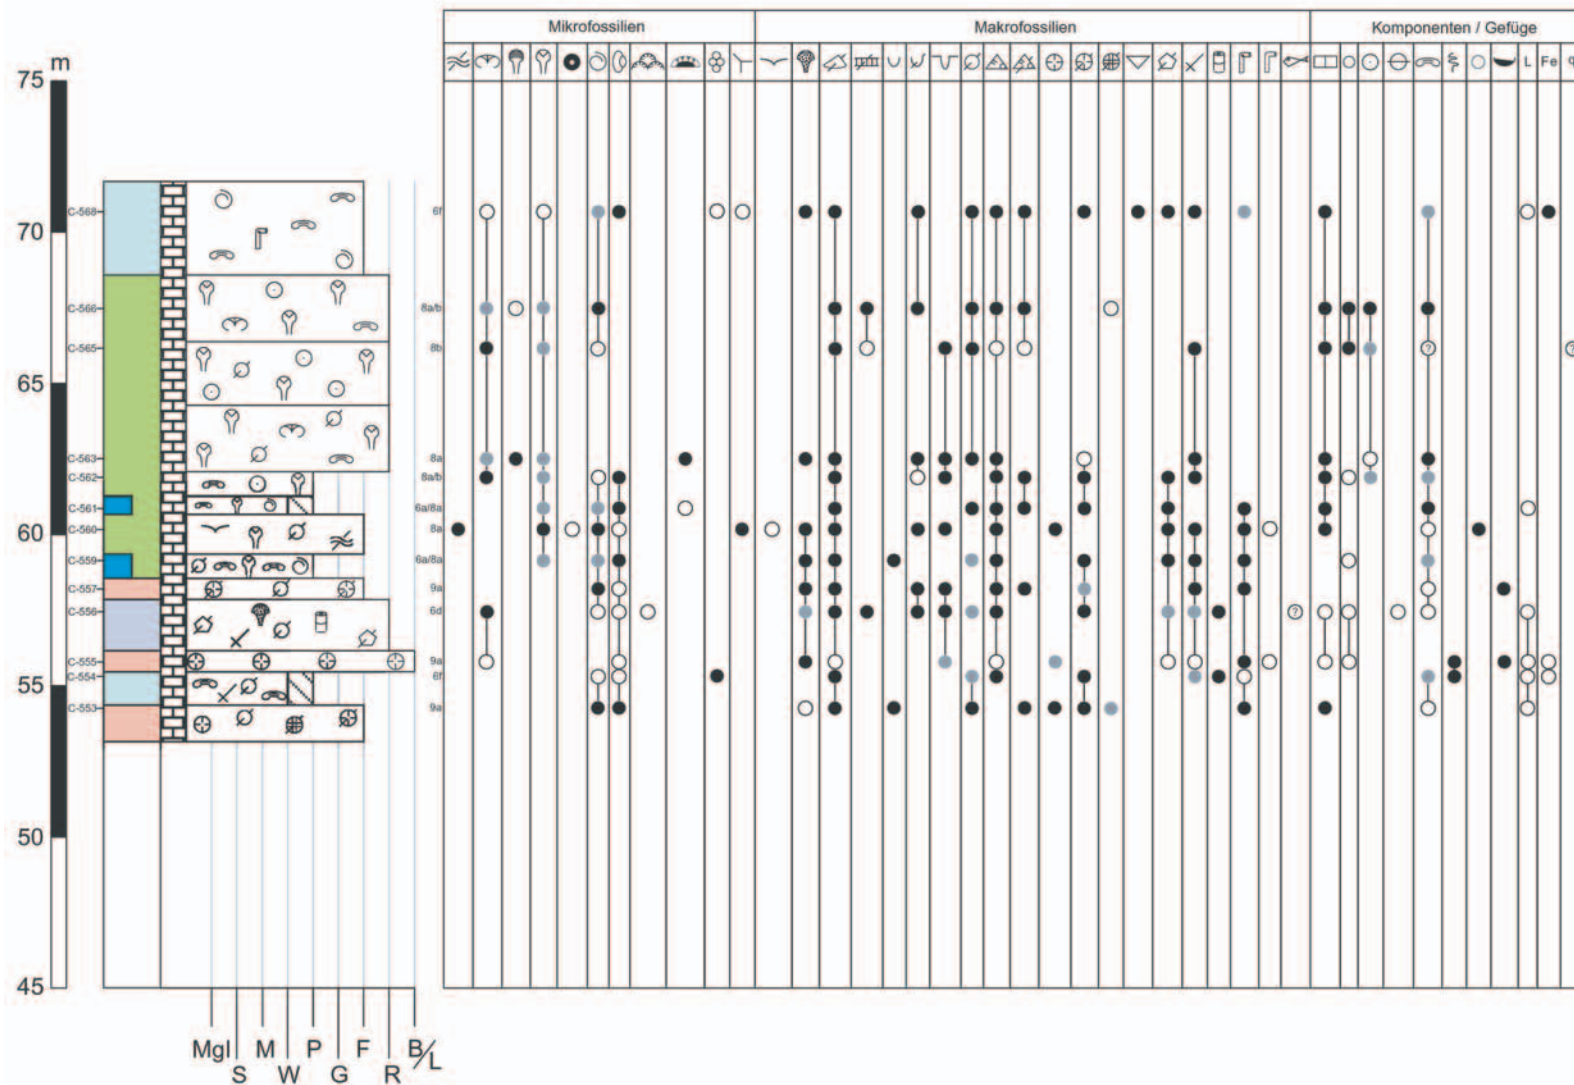 Mikrofossilien Makrofossilien Komponenten / Gefüge
m
L Fe
75
C-568 6f
70
C-566 8a/b
C-565 8b
?
?
65
C-563 8a
C-562 8a/b
C-561 6a/8a
60
C-560 8a
C-559 6a/8a
C-557 9a
C-556 6d
?
C-555 9a
55
C-554 6f
C-553 9a
50
45
Mgl M P F B/L
S W G R